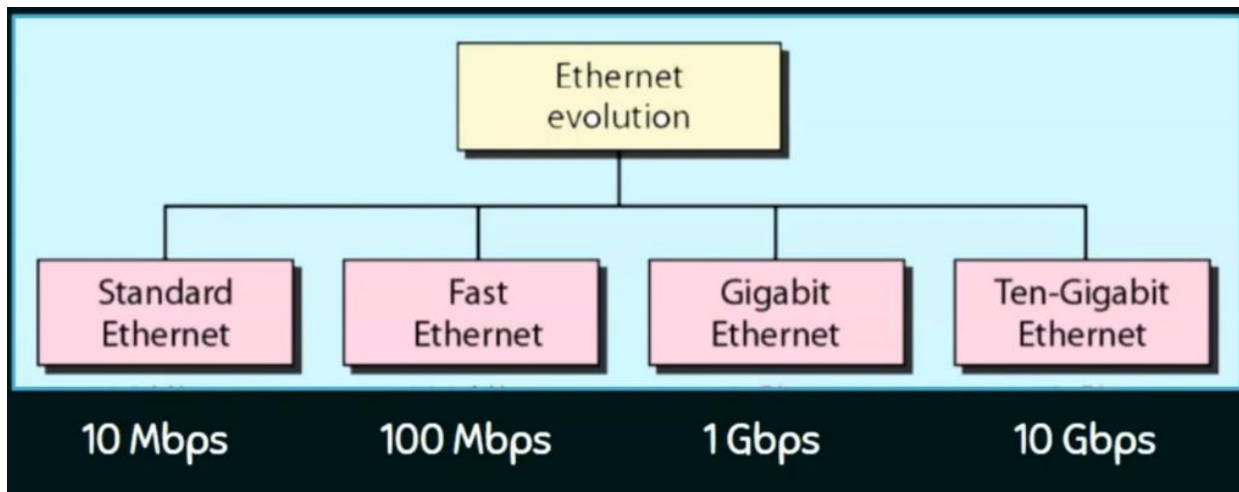 Ethernet
evolution
Standard
Ethernet
Fast
Ethernet
Gigabit
Ethernet
Ten-Gigabit
Ethernet
10 Mbps
100 Mbps
1 Gbps
10 Gbps